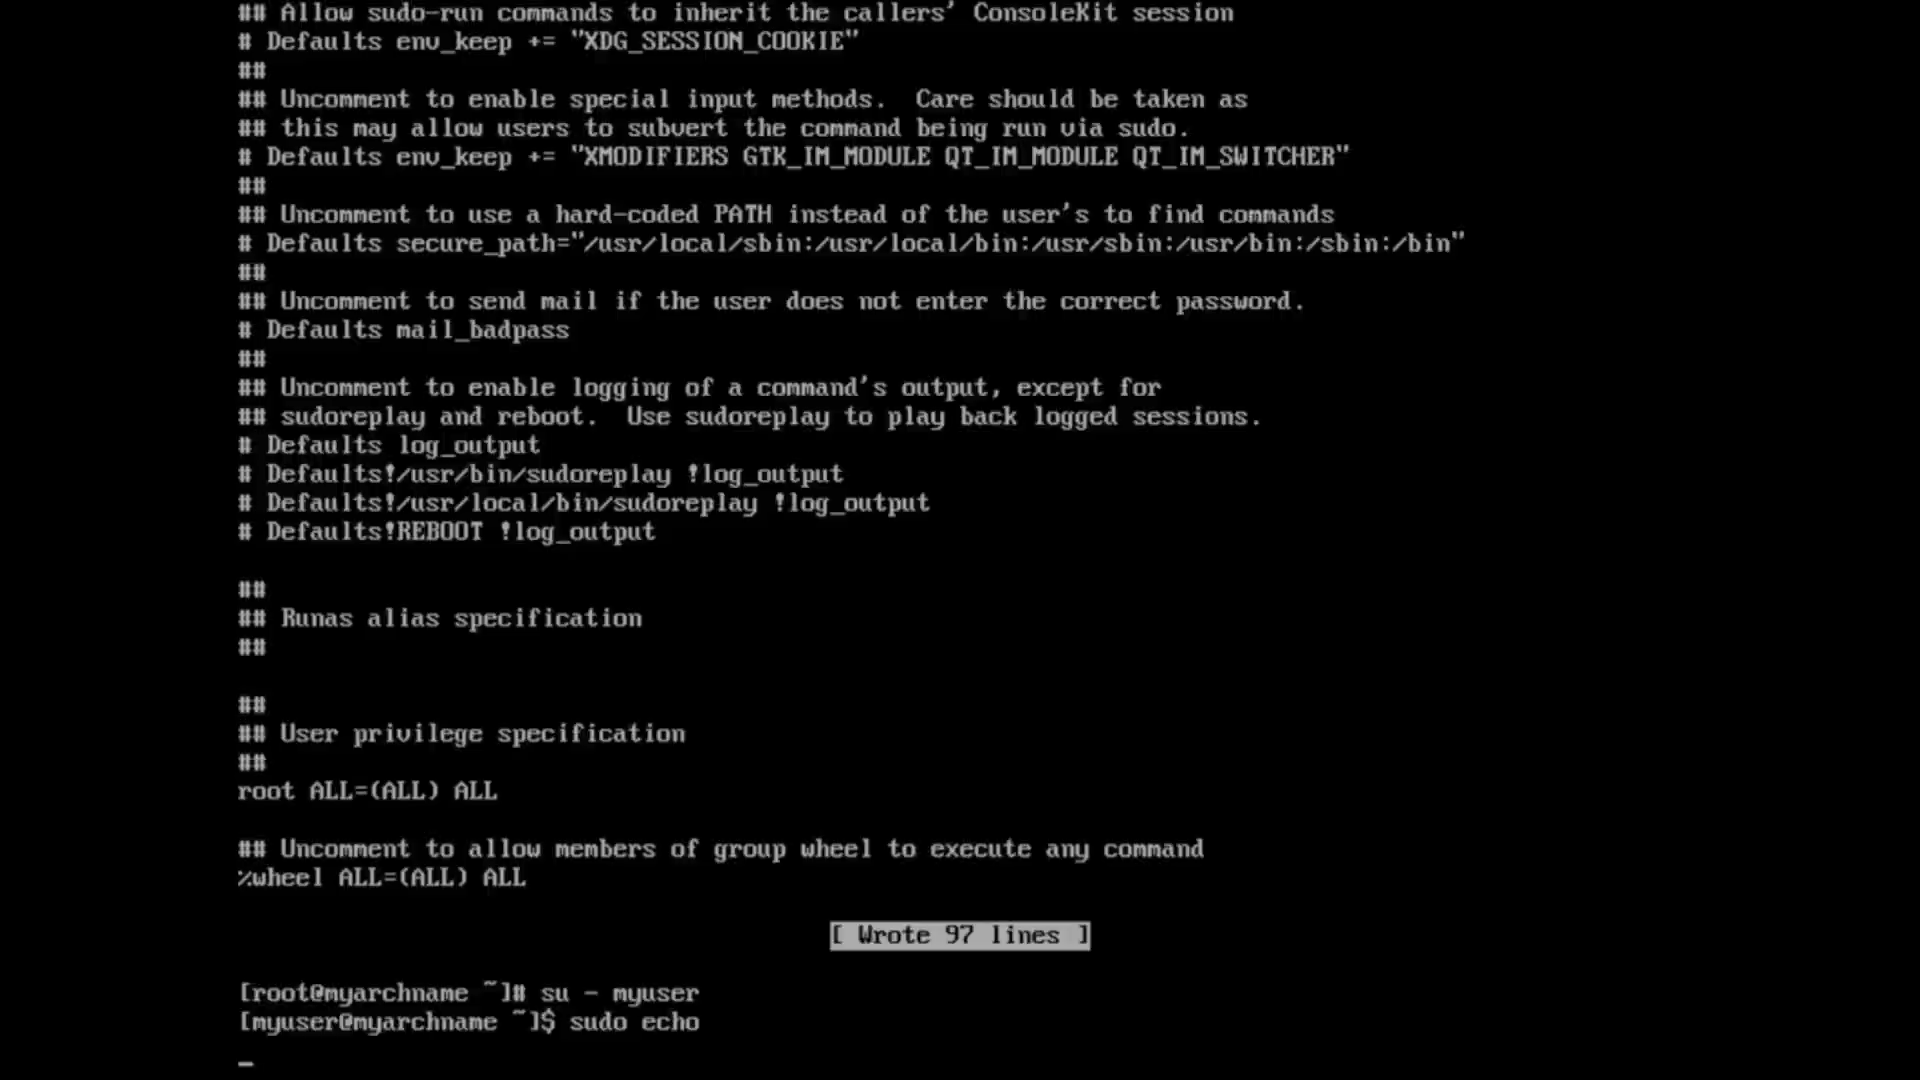 ## Allow sudo-run commands to inherit the callers' ConsoleKit session
# Defaults env_keep += "XDG_SESSION_COOKIE"
##
## Uncomment to enable special input methods.  Care should be taken as
## this may allow users to subvert the command being run via sudo.
# Defaults env_keep += "XMODIFIERS GTK_IM_MODULE QT_IM_MODULE QT_IM_SWITCHER"
##
## Uncomment to use a hard-coded PATH instead of the user's to find commands
# Defaults secure_path="/usr/local/sbin:/usr/local/bin:/usr/sbin:/usr/bin:/sbin:/bin"
##
## Uncomment to send mail if the user does not enter the correct password.
# Defaults mail_badpass
##
## Uncomment to enable logging of a command's output, except for
## sudoreplay and reboot.  Use sudoreplay to play back logged sessions.
# Defaults log_output
# Defaults!/usr/bin/sudoreplay !log_output
# Defaults!/usr/local/bin/sudoreplay !log_output
# Defaults!REBOOT !log_output
##
## Runas alias specification
##
##
## User privilege specification
##
root ALL=(ALL) ALL
## Uncomment to allow members of group wheel to execute any command
%wheel ALL=(ALL) ALL
[ Wrote 97 lines ]
[root@myarchname ~]# su - myuser
[myuser@myarchname ~]$ sudo echo
_